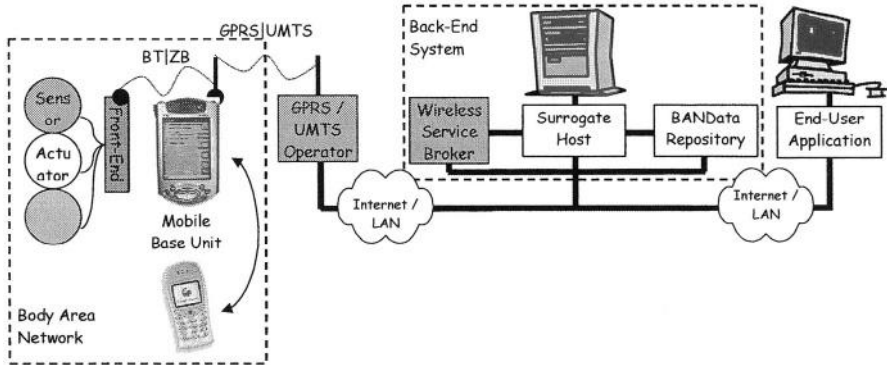 GPRS|UMTS
BT|ZB
Sens
or
Actu
ator
Front-End
Mobile
Base Unit
Body Area
Network
GPRS /
UMTS
Operator
Back-End
System
Wireless
Service
Broker
Surrogate
Host
BANData
Repository
End-User
Application
Internet /
LAN
Internet /
LAN